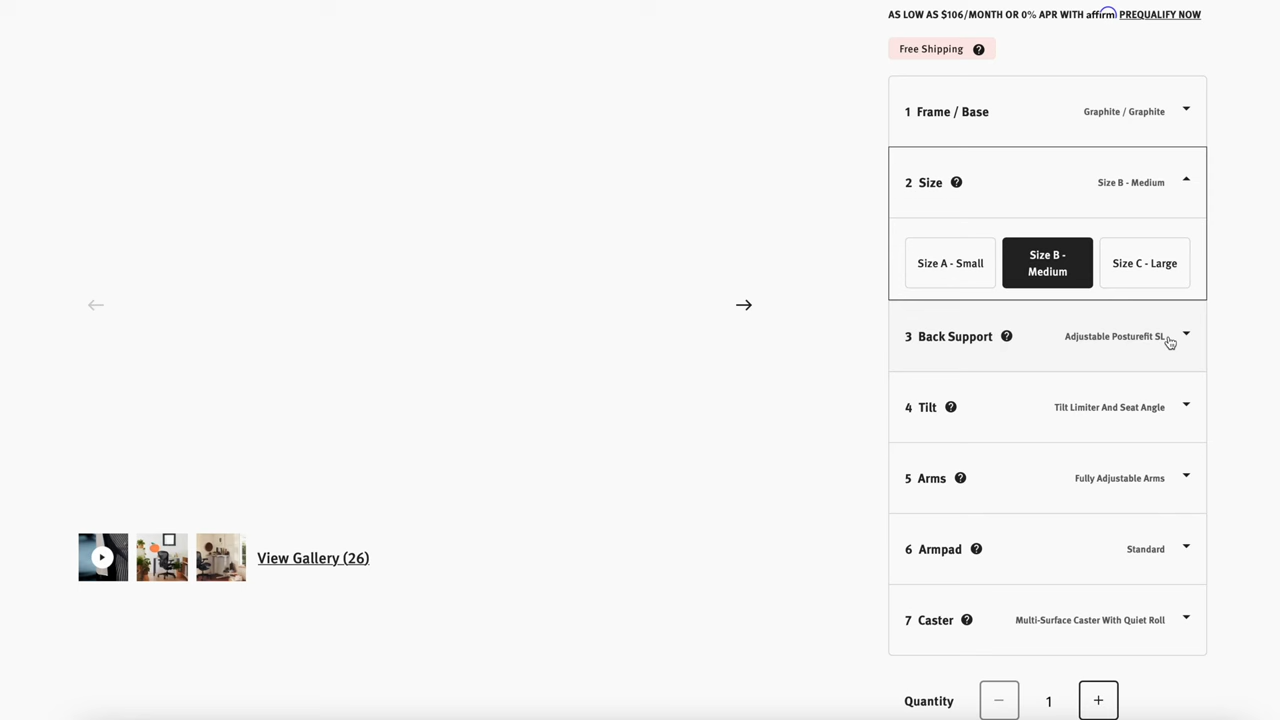 AS LOW AS $106/MONTH OR 0% APR WITH affirm PREQUALIFY NOW
Free Shipping ?
1 Frame / Base Graphite / Graphite
2 Size ? Size B - Medium
Size A - Small
Size B -
Medium
Size C - Large
3 Back Support ? Adjustable Posturefit SL
4 Tilt ? Tilt Limiter And Seat Angle
5 Arms ? Fully Adjustable Arms
6 Armpad ? Standard
7 Caster ? Multi-Surface Caster With Quiet Roll
View Gallery (26)
Quantity − 1 +